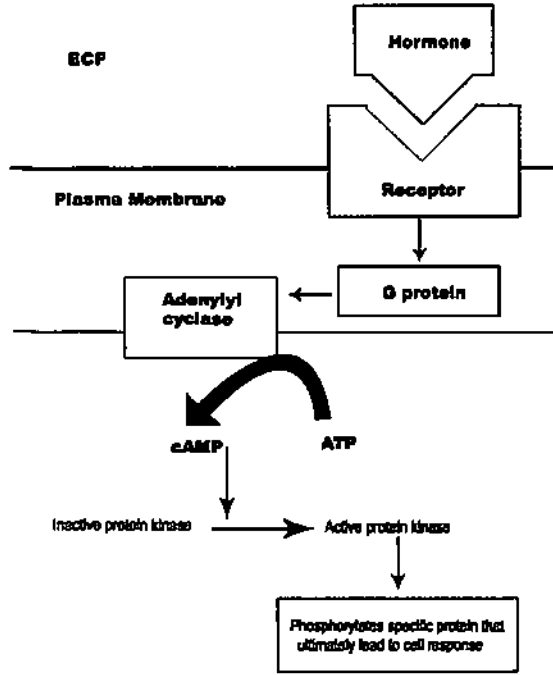 Hormone
ECF
Receptor
Plasma Membrane
G protein
Adenylyl
cyclase
cAMP
ATP
Inactive protein kinase
Active protein kinase
Phosphorylates specific protein that
ultimately lead to cell response